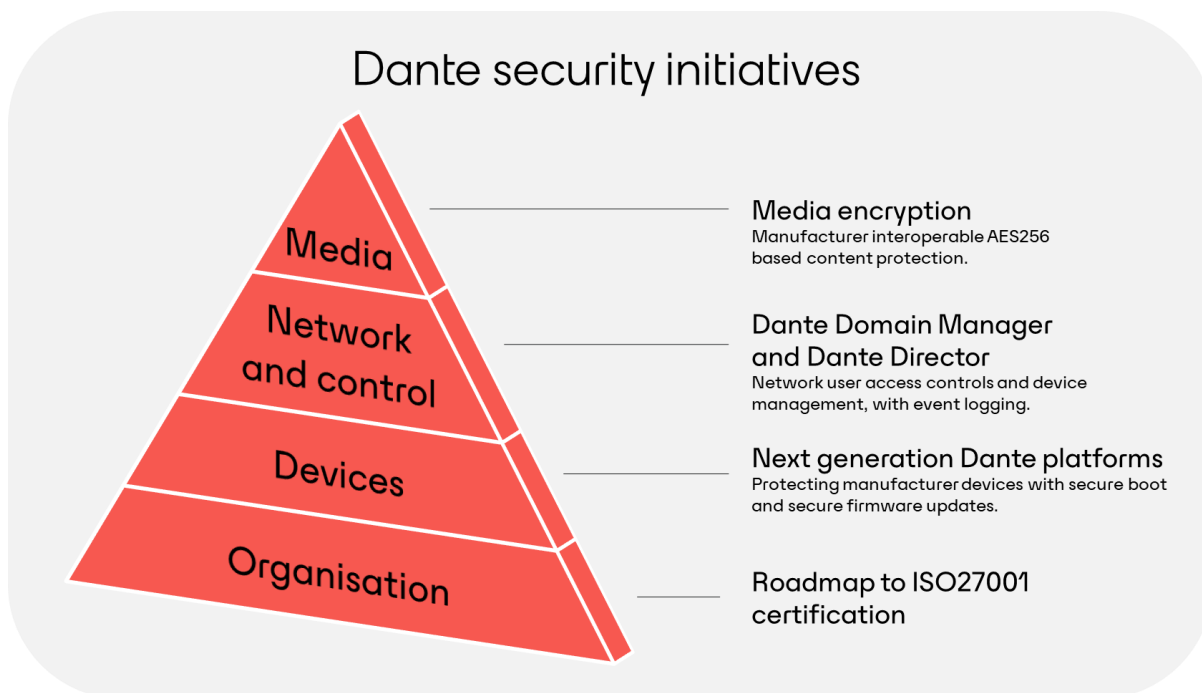 Dante security initiatives
Media
Media encryption
Manufacturer interoperable AES256
based content protection.
Network
and control
Dante Domain Manager
and Dante Director
Network user access controls and device
management, with event logging.
Devices
Next generation Dante platforms
Protecting manufacturer devices with secure boot
and secure firmware updates.
Organisation
Roadmap to ISO27001
certification